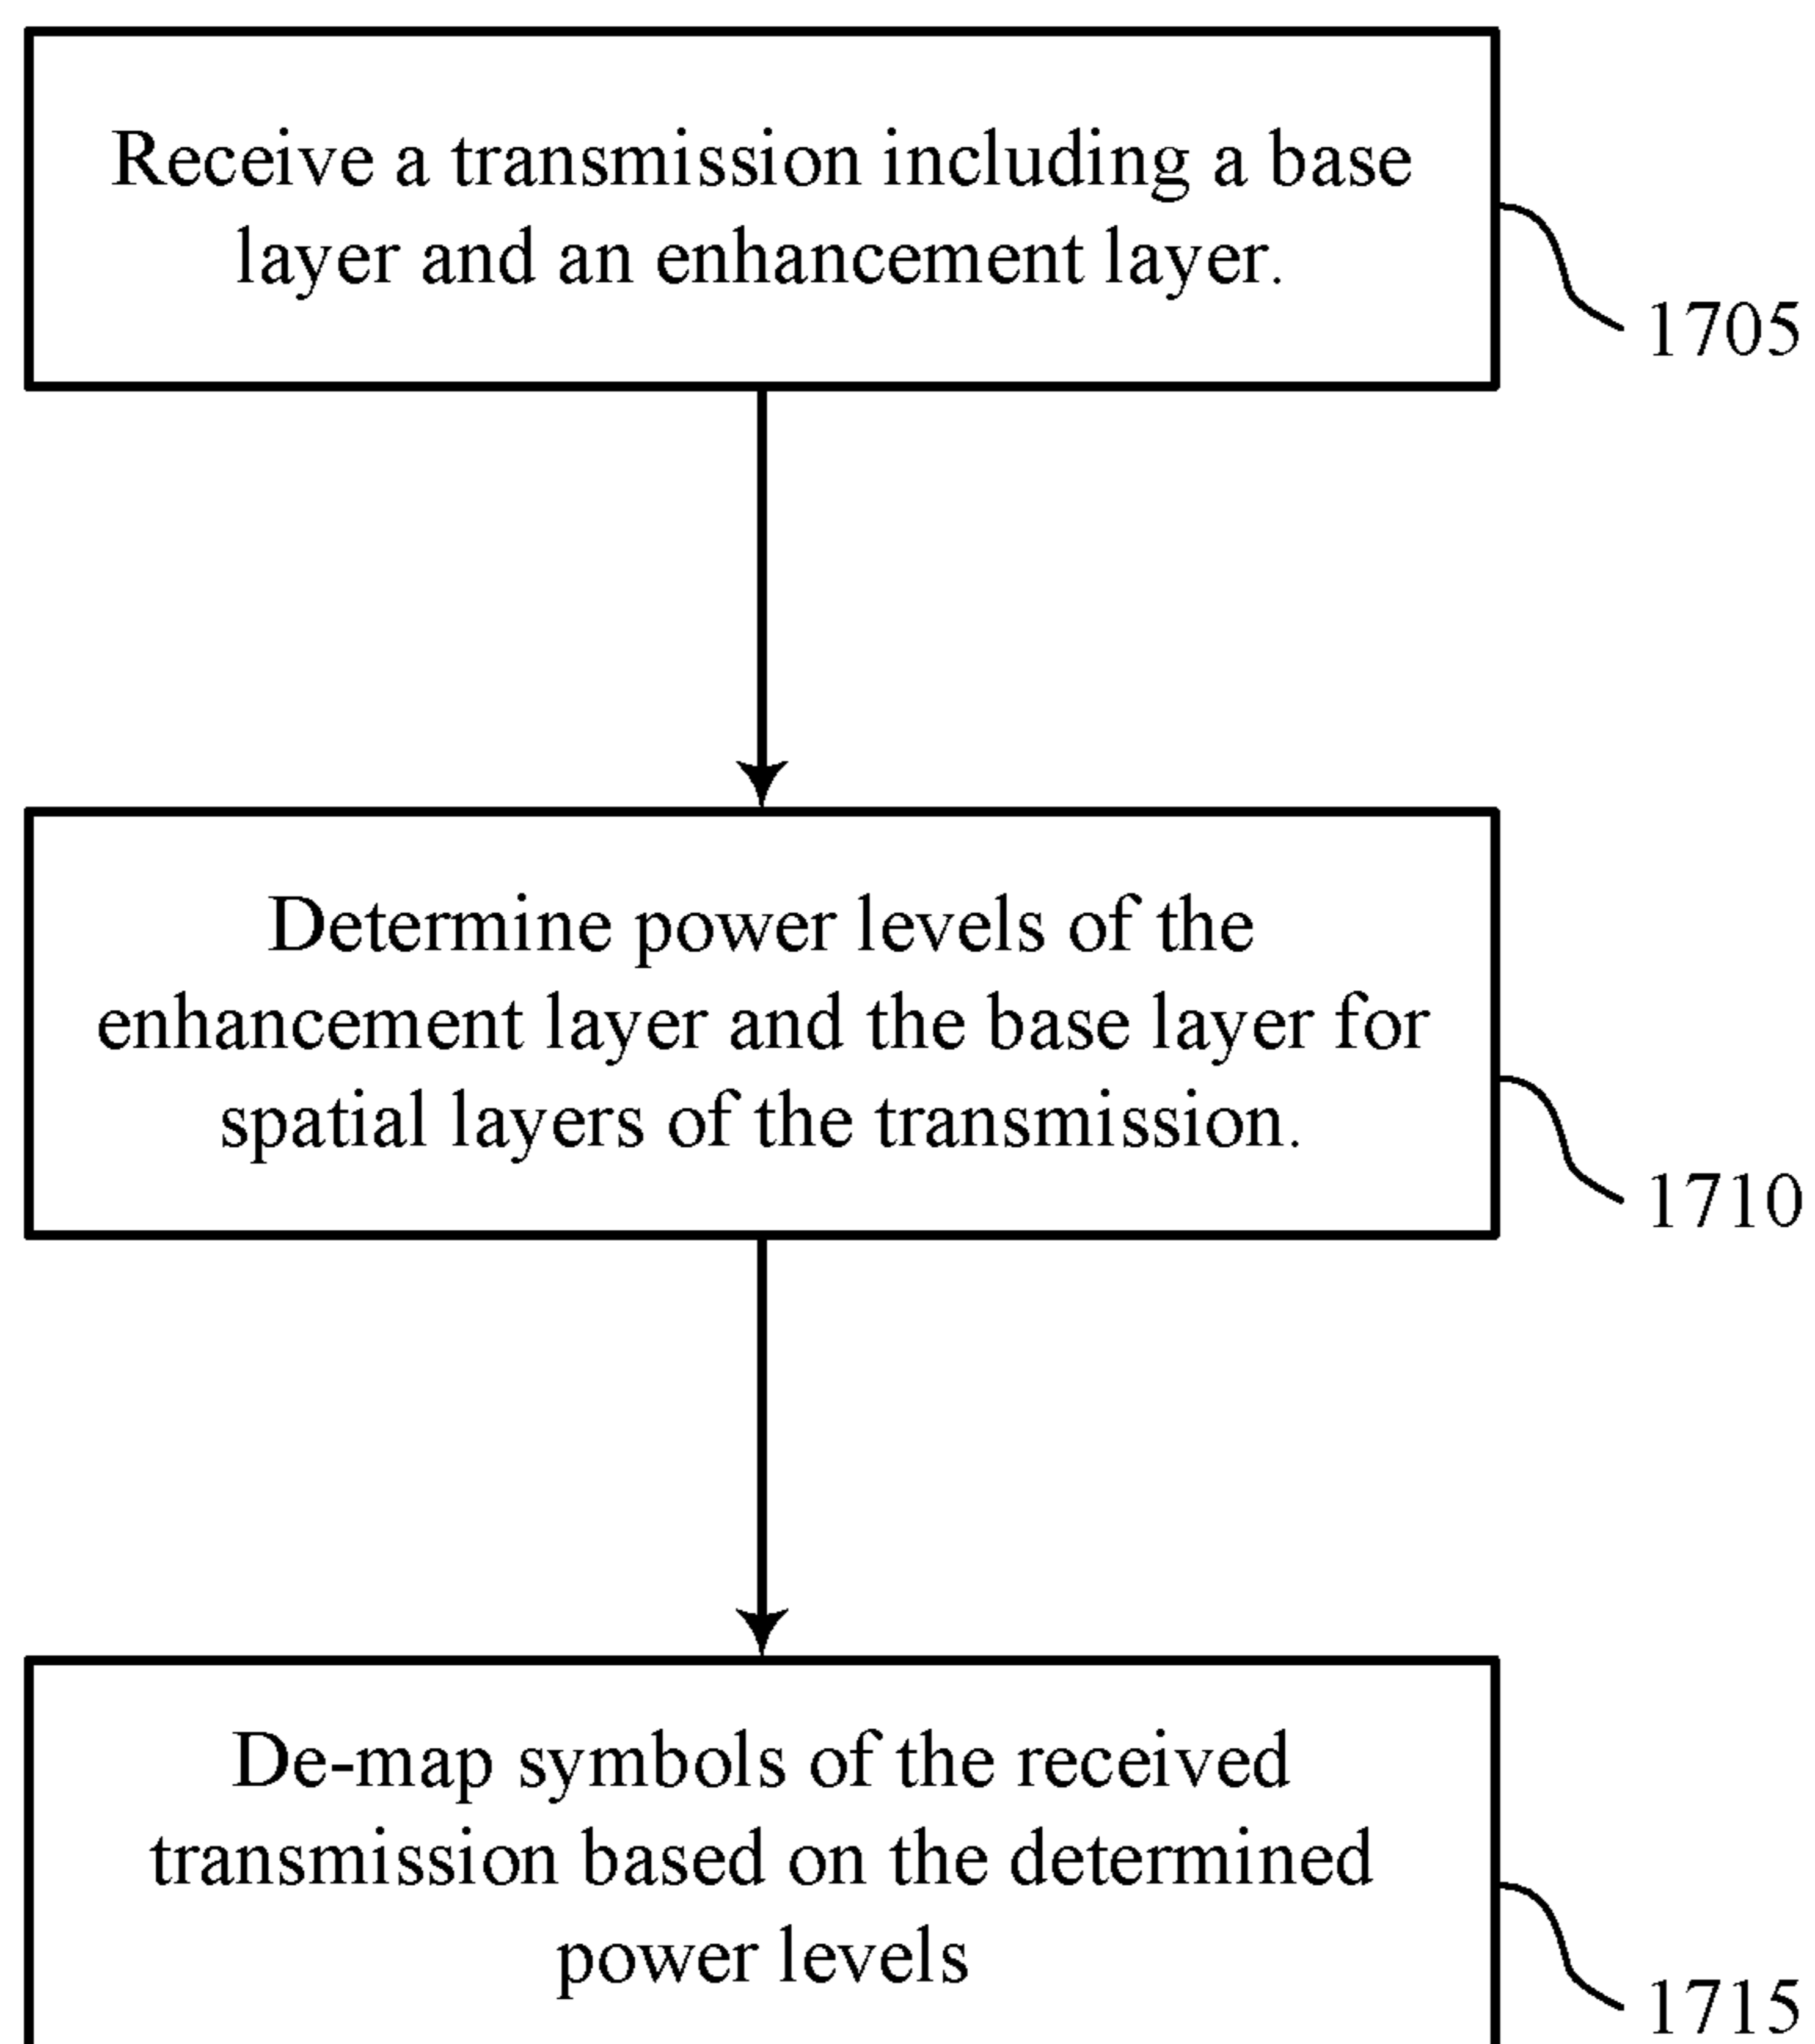 Receive a transmission including a base
layer and an enhancement layer.
1705
Determine power levels of the
enhancement layer and the base layer for
spatial layers of the transmission.
1710
De-map symbols of the received
transmission based on the determined
power levels
1715